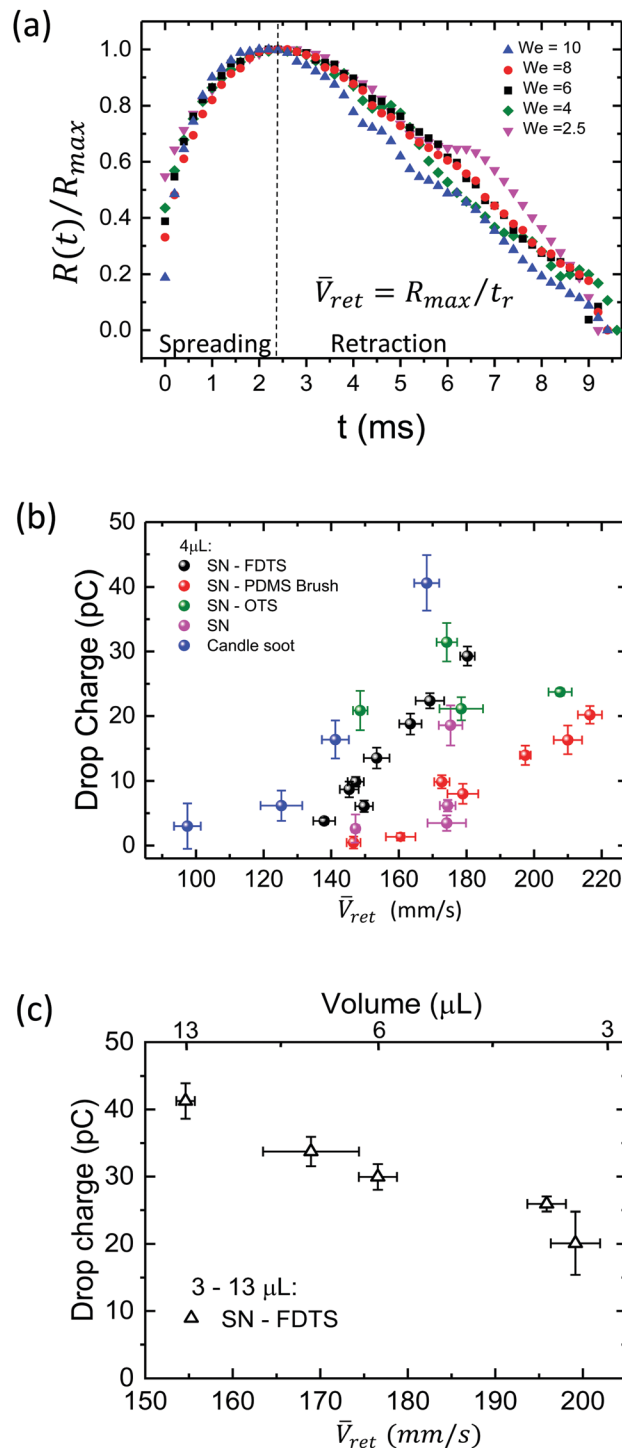 (a)
R(t)/R_max
1.0
0.8
0.6
0.4
0.2
0.0
We = 10
We =8
We =6
We =4
We =2.5
V̄_ret = R_max/t_r
Spreading
Retraction
0 1 2 3 4 5 6 7 8 9
t (ms)
(b)
Drop Charge (pC)
50
40
30
20
10
0
4μL:
SN - FDTS
SN - PDMS Brush
SN - OTS
SN
Candle soot
100 120 140 160 180 200 220
V̄_ret (mm/s)
(c)
Volume (μL)
13 6 3
Drop charge (pC)
50
40
30
20
10
0
3 - 13 μL:
SN - FDTS
150 160 170 180 190 200
V̄_ret (mm/s)